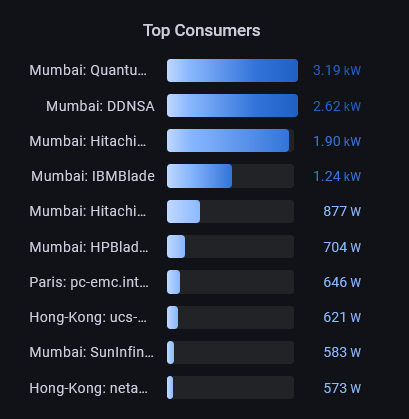 Top Consumers
Mumbai: Quantu... 3.19 kW
Mumbai: DDNSA 2.62 kW
Mumbai: Hitachi... 1.90 kW
Mumbai: IBMBlade 1.24 kW
Mumbai: Hitachi... 877 W
Mumbai: HPBlad... 704 W
Paris: pc-emc.int... 646 W
Hong-Kong: ucs-... 621 W
Mumbai: SunInfin... 583 W
Hong-Kong: neta... 573 W